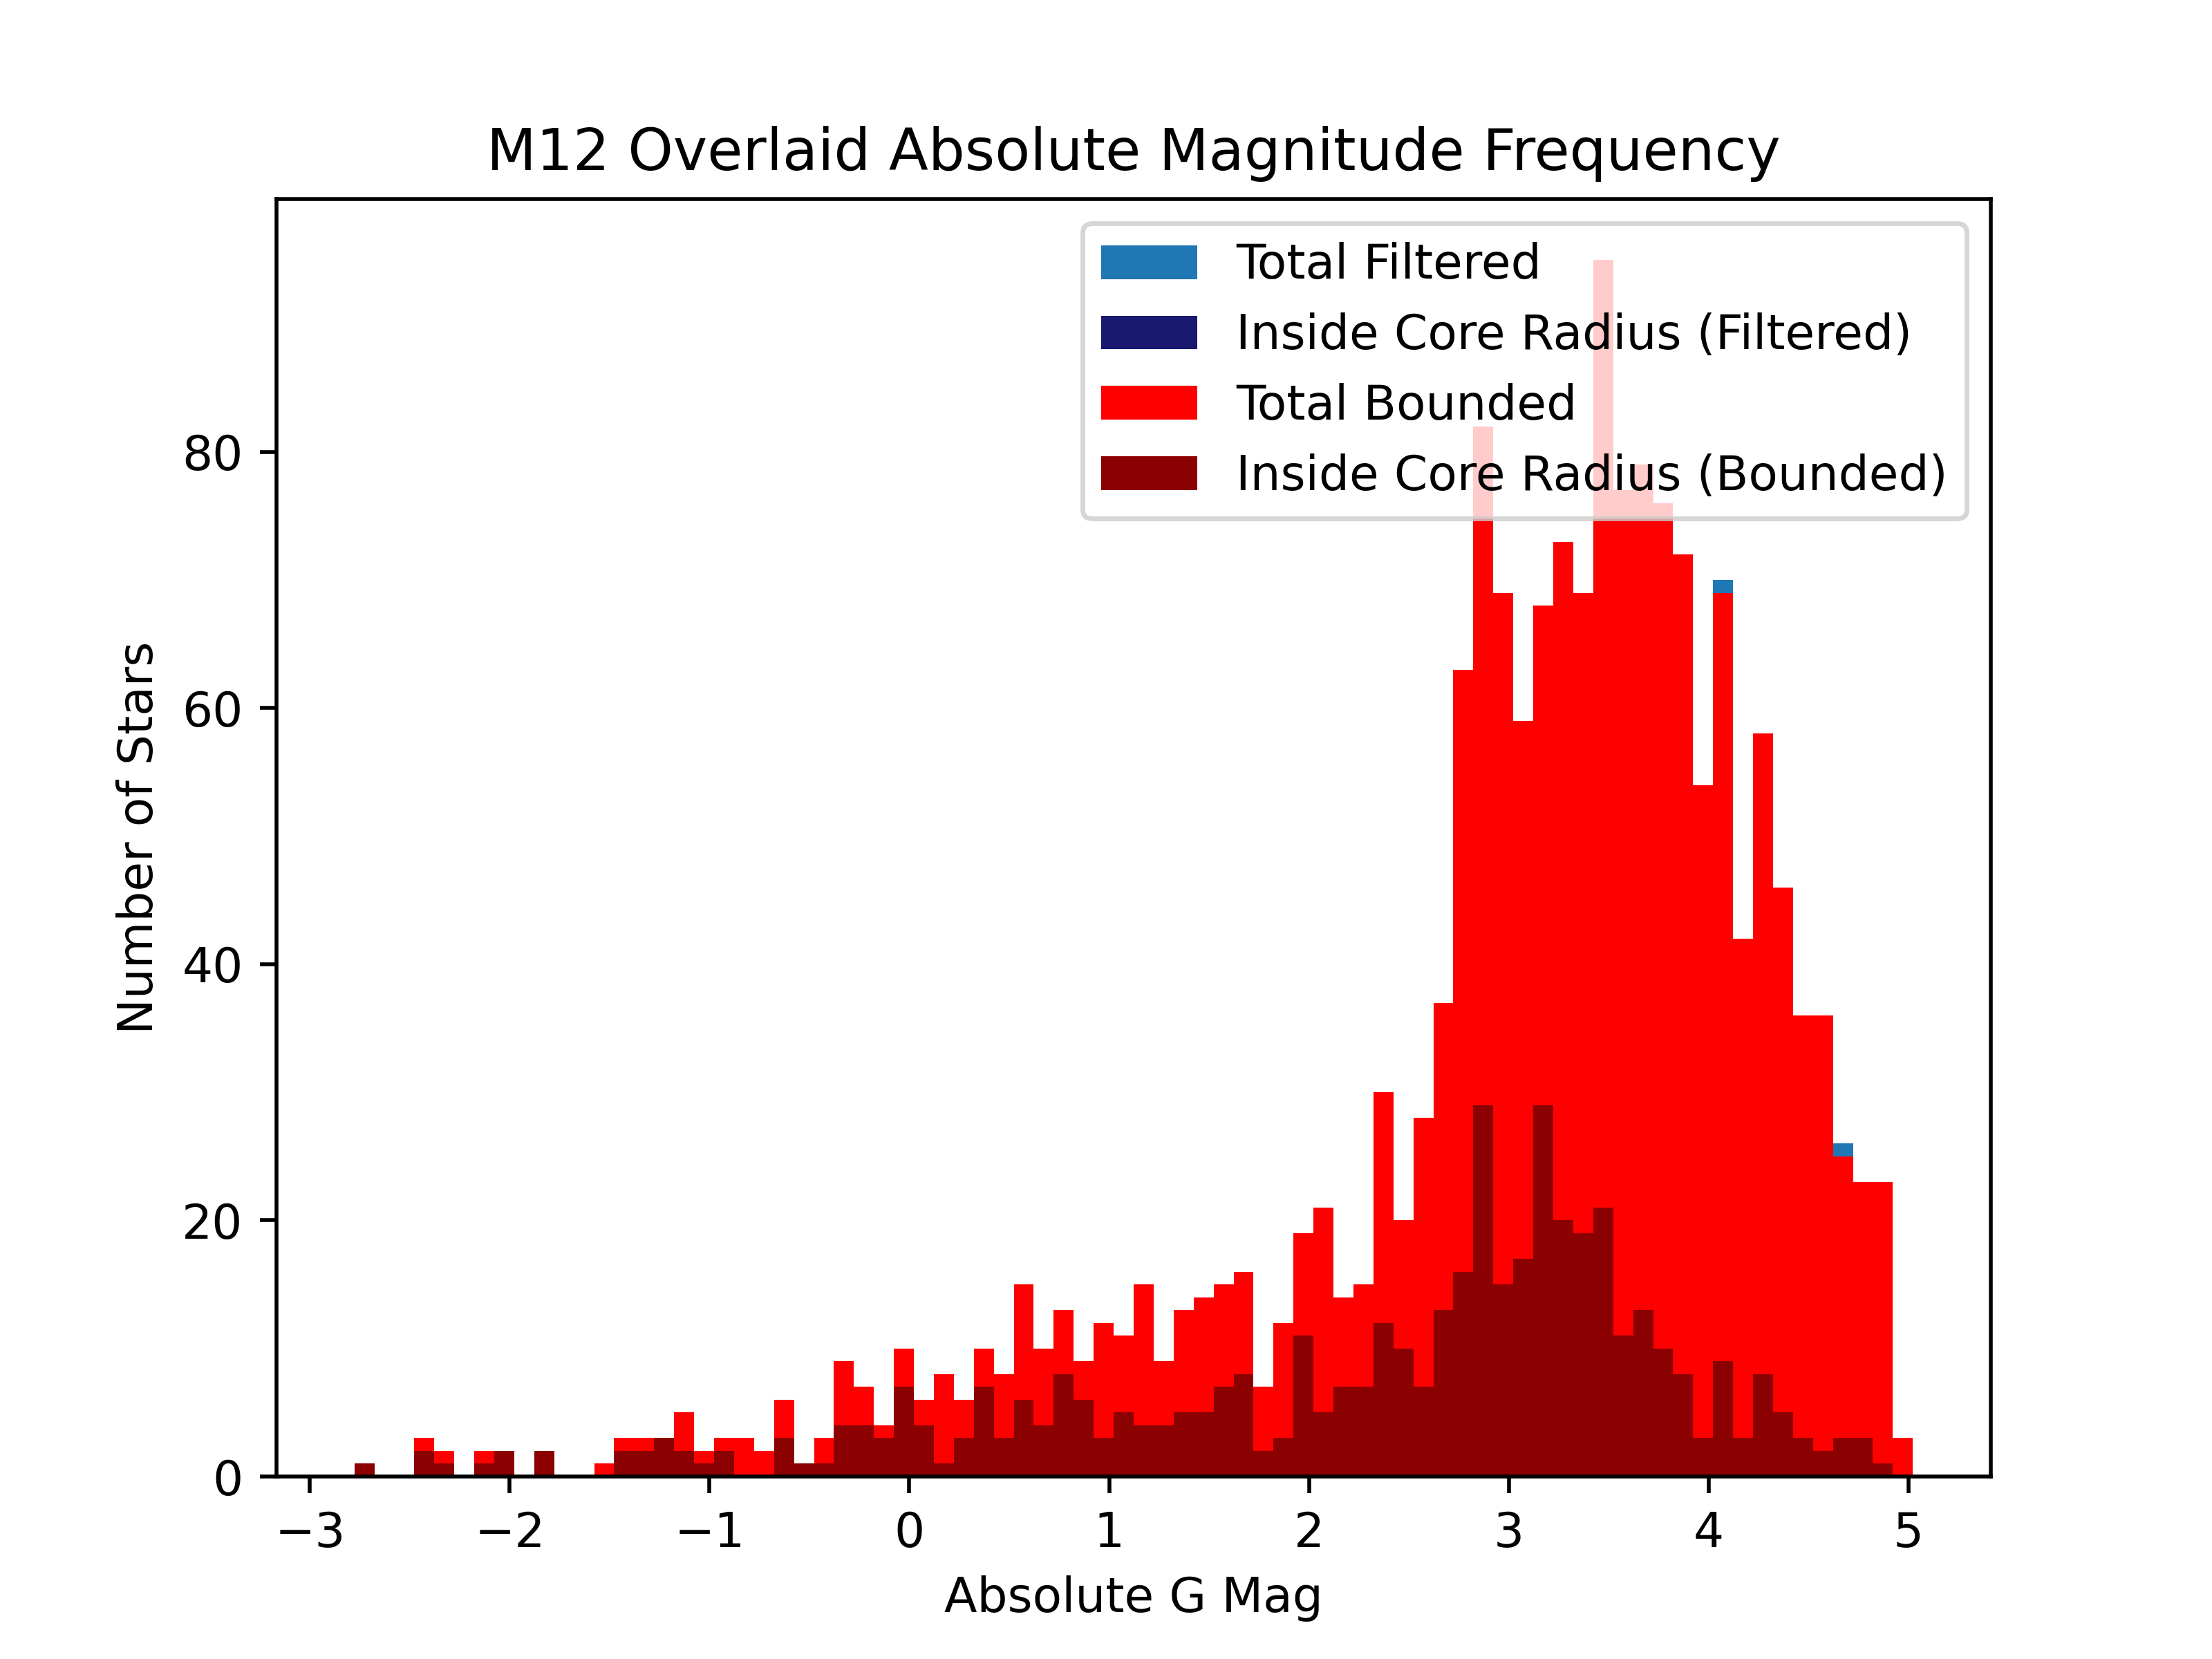 M12 Overlaid Absolute Magnitude Frequency
Total Filtered
Inside Core Radius (Filtered)
Total Bounded
Inside Core Radius (Bounded)
Number of Stars
80
60
40
20
0
−3 −2 −1 0 1 2 3 4 5
Absolute G Mag